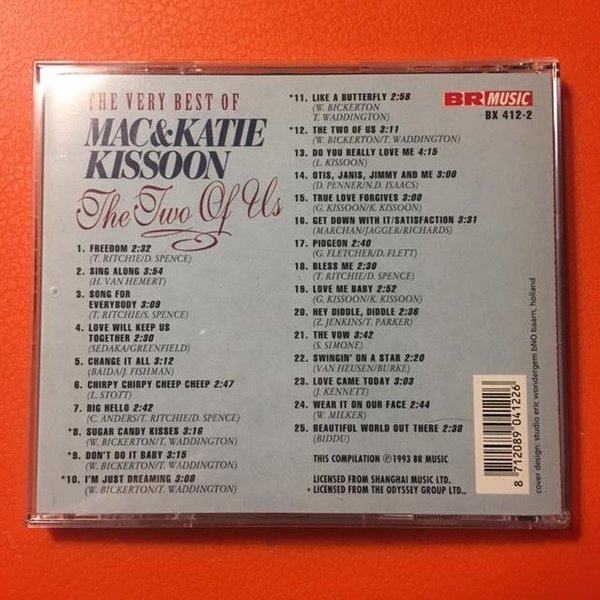 THE VERY BEST OF
MAC&KATIE
KISSOON
The Two Of Us
1. FREEDOM 2:32
(T. RITCHIE/D. SPENCE)
2. SING ALONG 3:54
(H. VAN HEMERT)
3. SONG FOR
EVERYBODY 3:09
(T. RITCHIE/S. SPENCE)
4. LOVE WILL KEEP US
TOGETHER 2:30
(SEDAKA/GREENFIELD)
5. CHANGE IT ALL 3:12
(BAIDA/J. FISHMAN)
6. CHIRPY CHIRPY CHEEP CHEEP 2:47
(L. STOTT)
7. BIG HELLO 2:42
(C. ANDERS/T. RITCHIE/D. SPENCE)
*8. SUGAR CANDY KISSES 3:16
(W. BICKERTON/T. WADDINGTON)
*9. DON'T DO IT BABY 3:15
(W. BICKERTON/T. WADDINGTON)
*10. I'M JUST DREAMING 3:08
(W. BICKERTON/T. WADDINGTON)
*11. LIKE A BUTTERFLY 2:58
(W. BICKERTON
T. WADDINGTON)
*12. THE TWO OF US 3:11
(W. BICKERTON/T. WADDINGTON)
13. DO YOU REALLY LOVE ME 4:15
(L. KISSOON)
14. OTIS, JANIS, JIMMY AND ME 3:00
(D. PENNER/N.D. ISAACS)
15. TRUE LOVE FORGIVES 2:00
(G. KISSOON/K. KISSOON)
16. GET DOWN WITH IT/SATISFACTION 3:31
(MARCHAN/JAGGER/RICHARDS)
17. PIDGEON 2:40
(G. FLETCHER/D. FLETT)
18. BLESS ME 2:30
(T. RITCHIE/D. SPENCE)
19. LOVE ME BABY 2:52
(G. KISSOON/K. KISSOON)
20. HEY DIDDLE, DIDDLE 2:36
(Z. JENKINS/T. PARKER)
21. THE VOW 3:42
(S. SIMONE)
22. SWINGIN' ON A STAR 2:20
(VAN HEUSEN/BURKE)
23. LOVE CAME TODAY 3:03
(J. KENNETT)
24. WEAR IT ON OUR FACE 2:44
(W. MILKER)
25. BEAUTIFUL WORLD OUT THERE 2:38
(BIDDU)
THIS COMPILATION ℗ 1993 BR MUSIC
LICENSED FROM SHANGHAI MUSIC LTD.
* LICENSED FROM THE ODYSSEY GROUP LTD..
BR MUSIC
BX 412-2
8 712089 041226
cover design: studio eric wondergem bNO baarn, holland